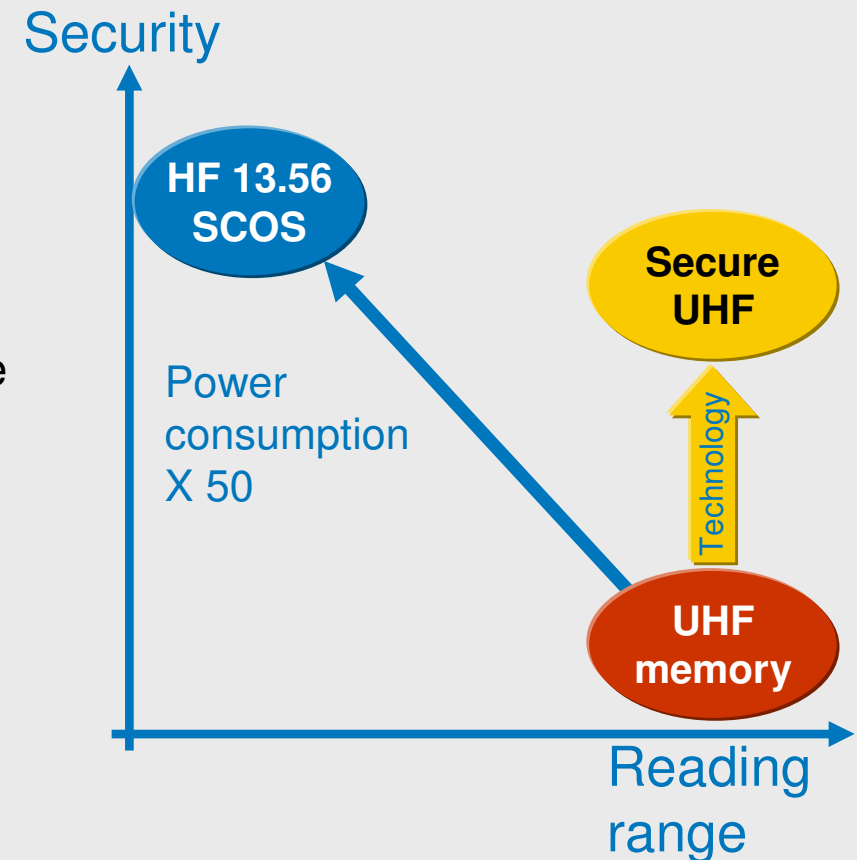 Security
HF 13.56
SCOS
Secure
UHF
e
Power
consumption
X 50
Technology
UHF
memory
Reading
range